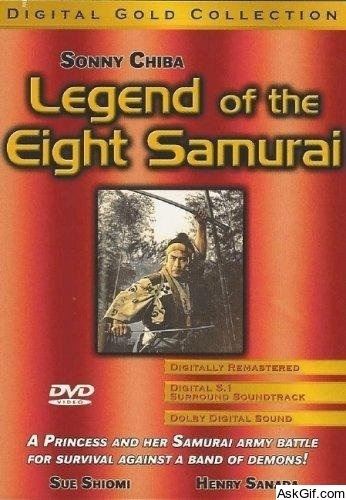 DIGITAL GOLD COLLECTION
SONNY CHIBA
LEGEND OF THE
EIGHT SAMURAI
DIGITALLY REMASTERED
DIGITAL 5.1
SURROUND SOUNDTRACK
DOLBY DIGITAL SOUND
DVD
VIDEO
A PRINCESS AND HER SAMURAI ARMY BATTLE
FOR SURVIVAL AGAINST A BAND OF DEMONS!
SUE SHIOMI
HENRY SANADA
AskGif.com